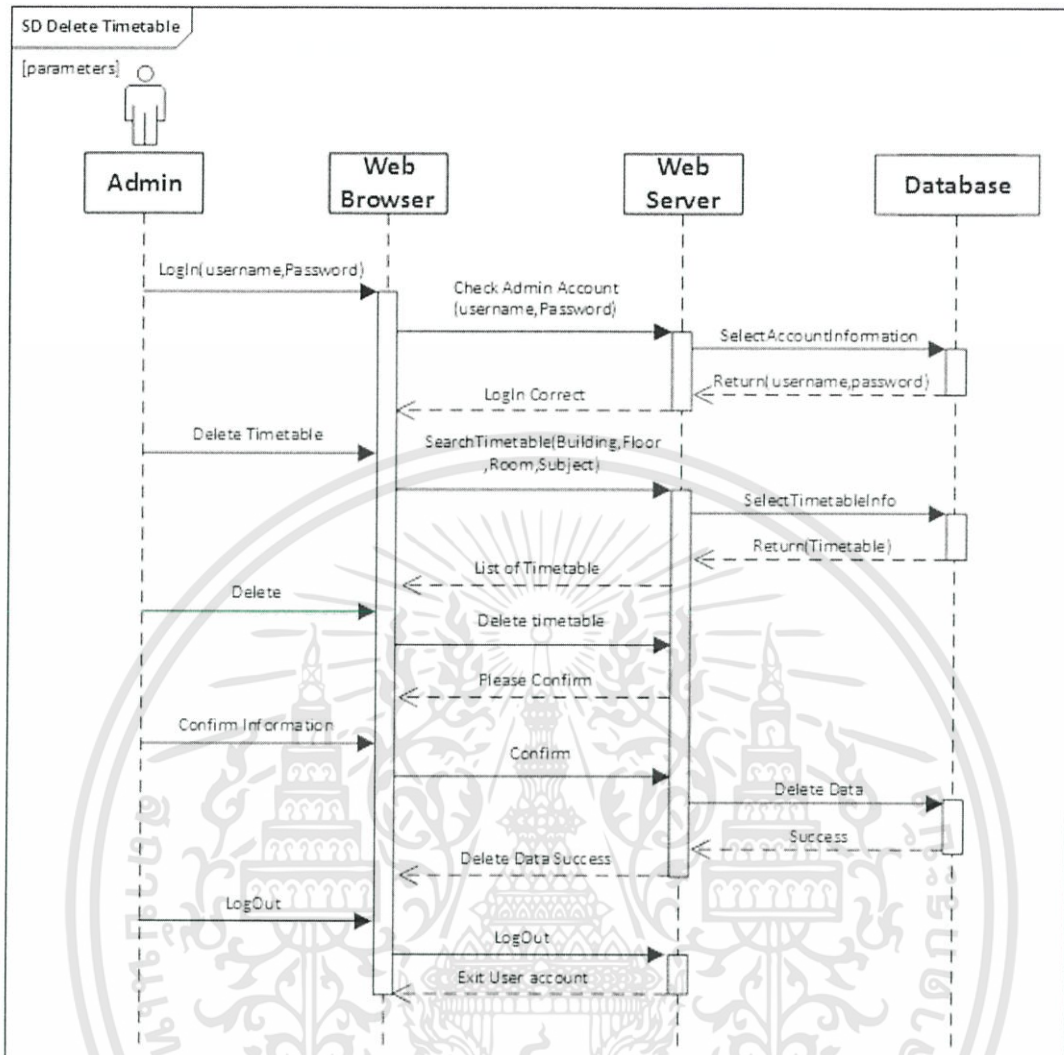 SD Delete Timetable
[parameters]
Admin
Web
Browser
Web
Server
Database
LogIn(username,Password)
Check Admin Account
(username,Password)
SelectAccountInformation
Return(username,password)
LogIn Correct
Delete Timetable
SearchTimetable(Building,Floor
,Room,Subject)
SelectTimetableInfo
Return(Timetable)
List of Timetable
Delete
Delete timetable
Please Confirm
Confirm Information
Confirm
Delete Data
Success
Delete Data Success
LogOut
LogOut
Exit User account